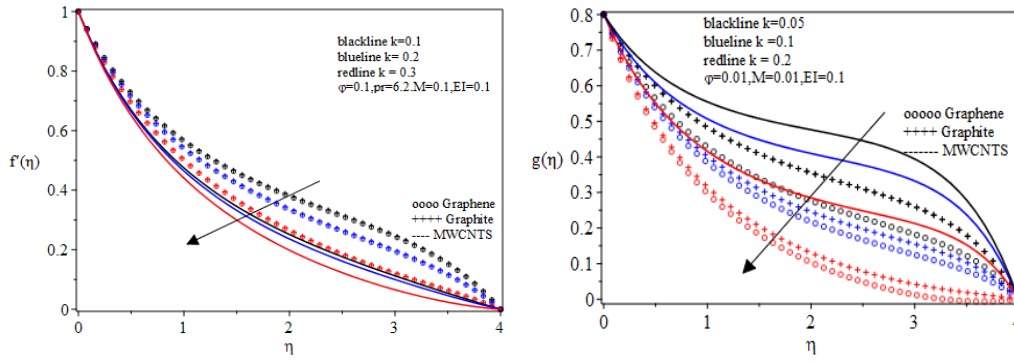 1
0.8
0.6
f'(η)
0.4
0.2
0
0 1 2 3 4
η
blackline k=0.1
blueline k= 0.2
redline k = 0.3
φ=0.1,pr=6.2.M=0.1,EI=0.1
oooo Graphene
++++ Graphite
---- MWCNTS
0.8
0.7
0.6
0.5
g(η)
0.4
0.3
0.2
0.1
0
0 1 2 3 4
η
blackline k=0.05
blueline k =0.1
redline k = 0.2
φ=0.01,M=0.01,EI=0.1
ooooo Graphene
++++ Graphite
------- MWCNTS